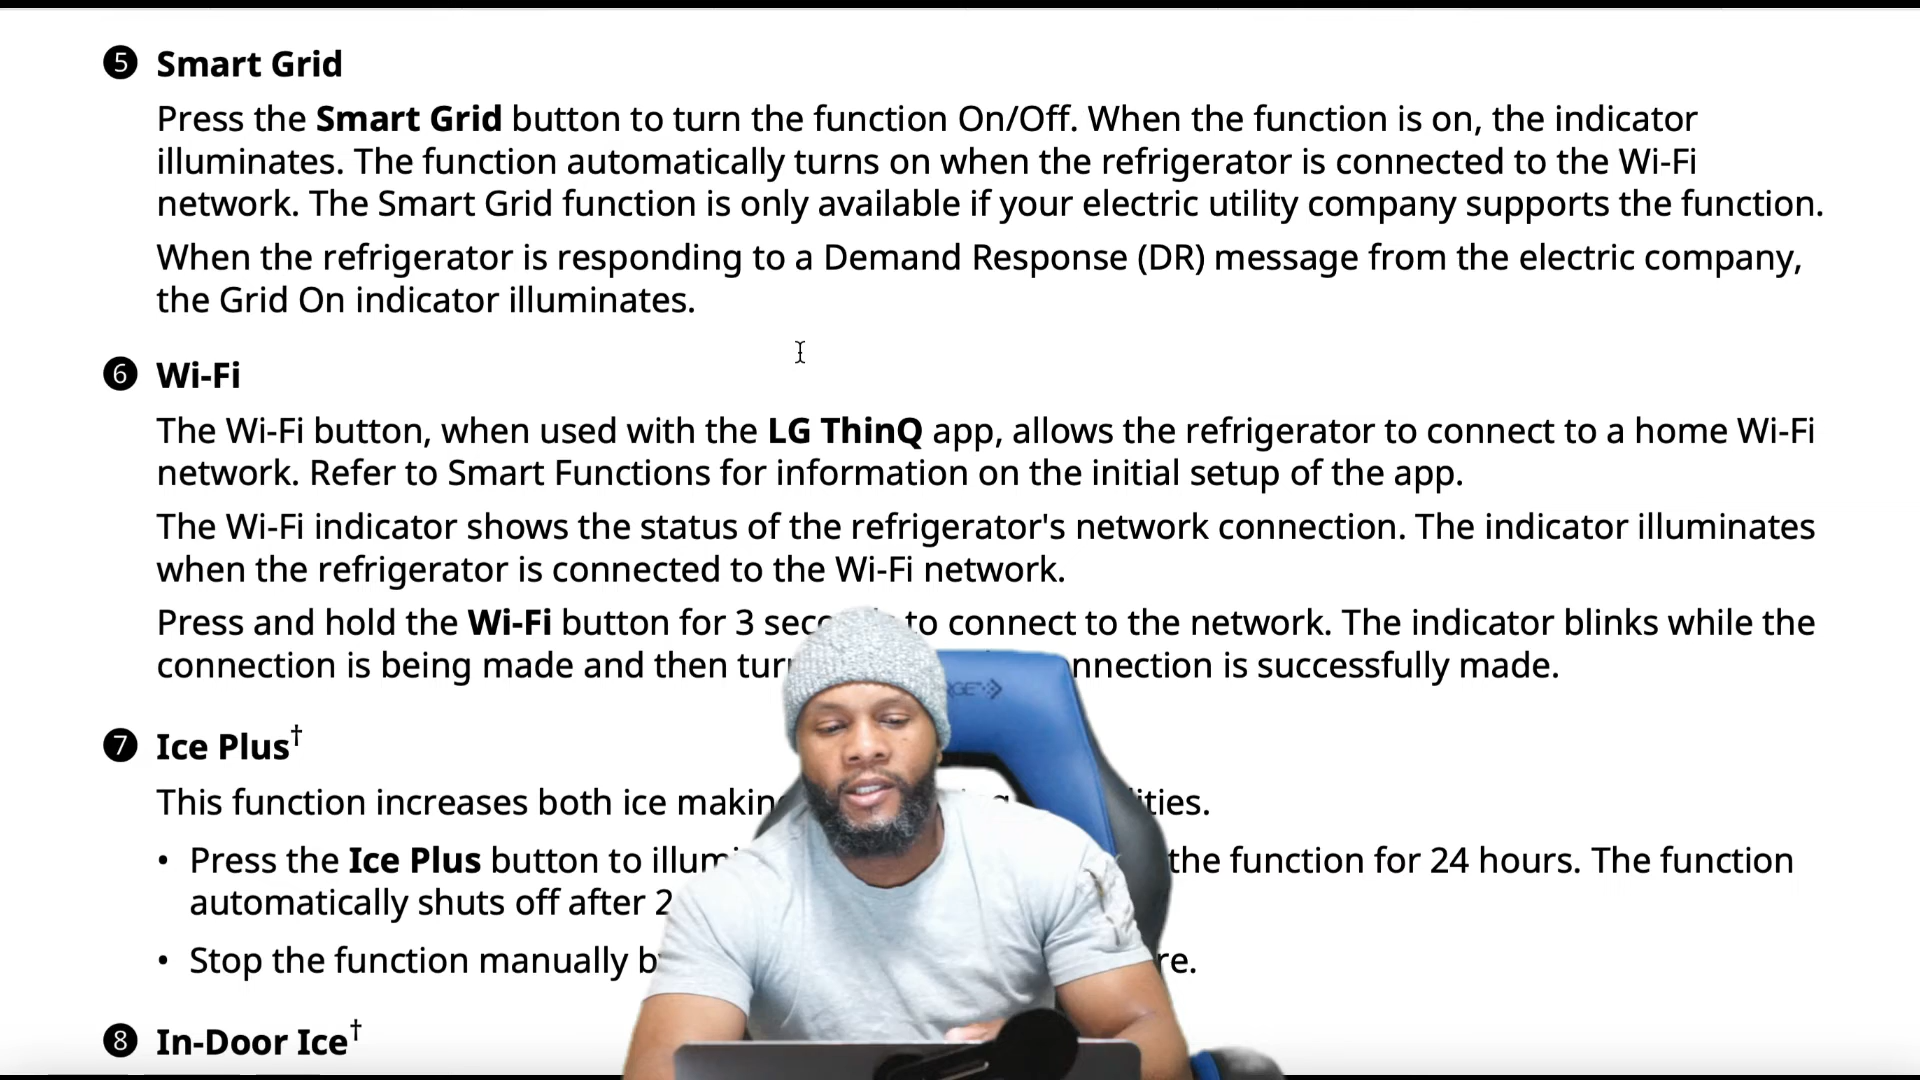 5 Smart Grid
Press the Smart Grid button to turn the function On/Off. When the function is on, the indicator
illuminates. The function automatically turns on when the refrigerator is connected to the Wi-Fi
network. The Smart Grid function is only available if your electric utility company supports the function.
When the refrigerator is responding to a Demand Response (DR) message from the electric company,
the Grid On indicator illuminates.
6 Wi-Fi
The Wi-Fi button, when used with the LG ThinQ app, allows the refrigerator to connect to a home Wi-Fi
network. Refer to Smart Functions for information on the initial setup of the app.
The Wi-Fi indicator shows the status of the refrigerator's network connection. The indicator illuminates
when the refrigerator is connected to the Wi-Fi network.
Press and hold the Wi-Fi button for 3 to connect to the network. The indicator blinks while the
connection is being made and then connection is successfully made.
7 Ice Plus†
This function increases both ice
Press the Ice Plus button to the function for 24 hours. The function
automatically shuts off after
Stop the function manually
8 In-Door Ice†